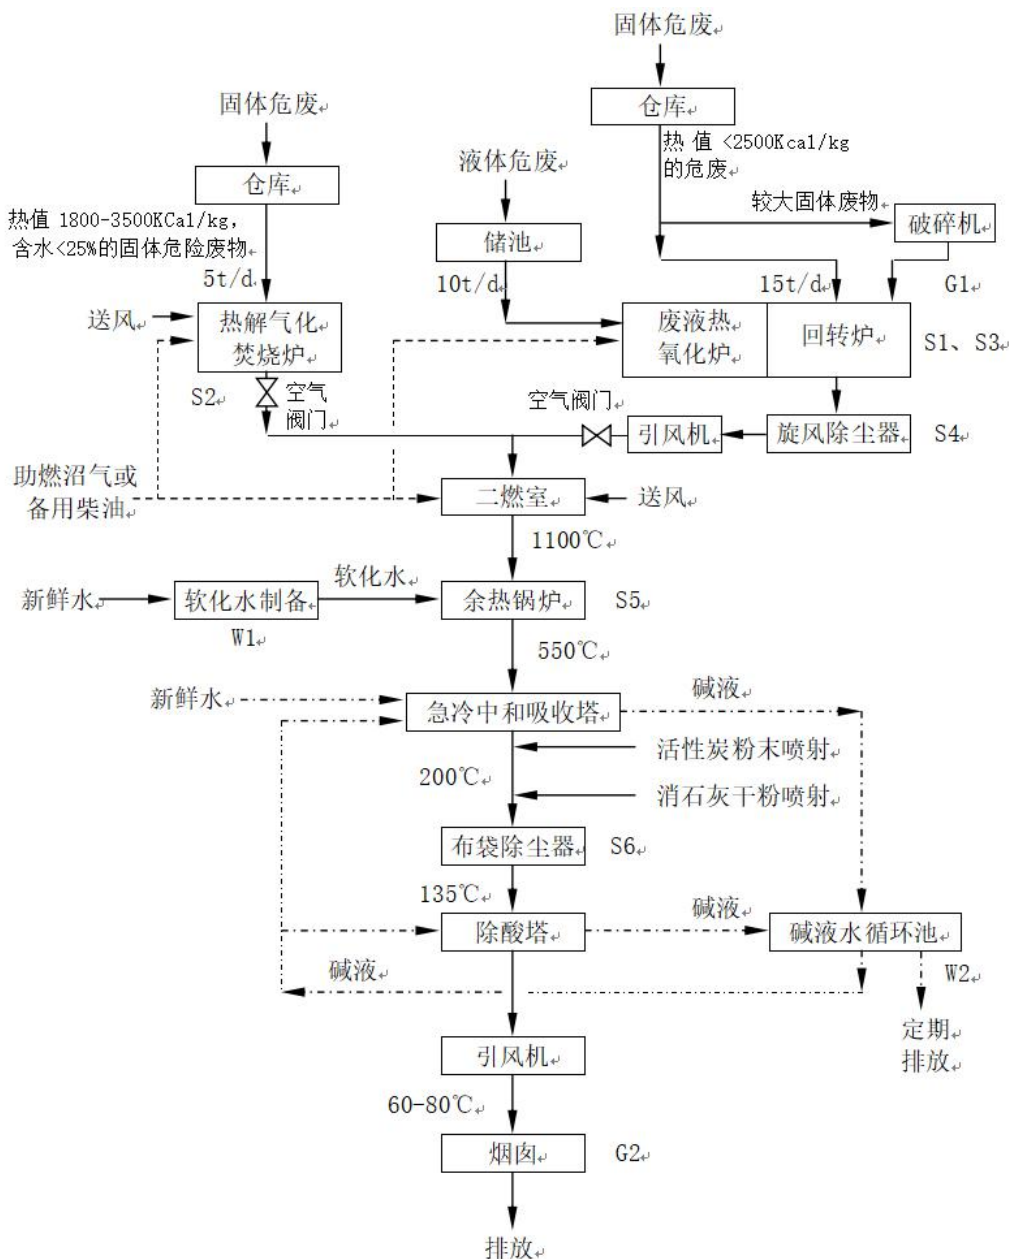 固体危废
仓库
热 值 <2500Kcal/kg
的危废
较大固体废物
破碎机
G1
固体危废
仓库
热值 1800-3500KCal/kg，
含水<25%的固体危险废物
5t/d
液体危废
储池
10t/d
15t/d
送风
热解气化
焚烧炉
S2
空气
阀门
废液热
氧化炉
回转炉
S1、S3
空气阀门
引风机
旋风除尘器
S4
助燃沼气或
备用柴油
二燃室
送风
1100℃
新鲜水
软化水制备
W1
软化水
余热锅炉
S5
550℃
新鲜水
急冷中和吸收塔
碱液
活性炭粉末喷射
200℃
消石灰干粉喷射
布袋除尘器
S6
135℃
除酸塔
碱液
碱液水循环池
W2
碱液
定期
排放
引风机
60-80℃
烟囱
G2
排放